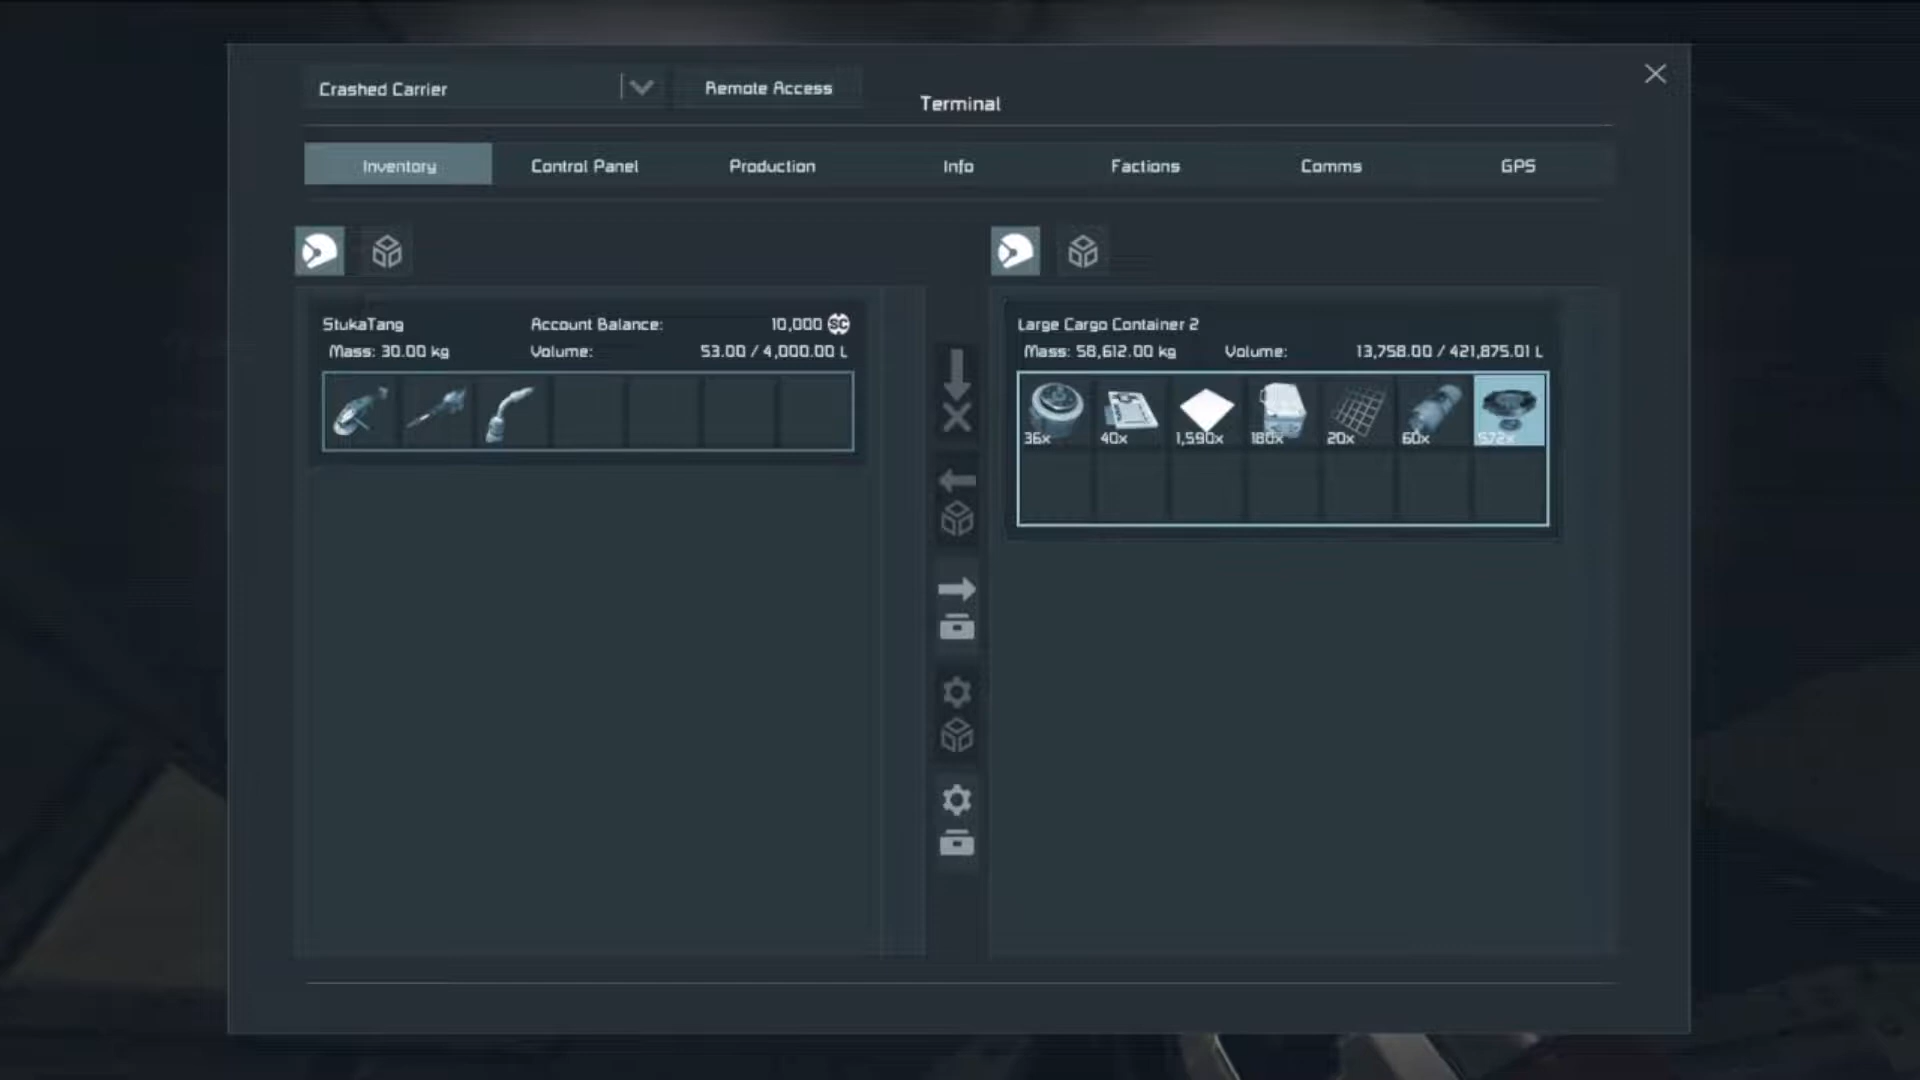 Crashed Carrier
Remote Access
Terminal
Inventory
Control Panel
Production
Info
Factions
Comms
GPS
StukaTang
Account Balance:
10,000 SC
Mass: 30.00 kg
Volume:
53.00 / 4,000.00 L
Large Cargo Container 2
Mass: 58,612.00 kg
Volume:
13,758.00 / 421,875.01 L
36x
40x
1,590x
180x
20x
60x
572x